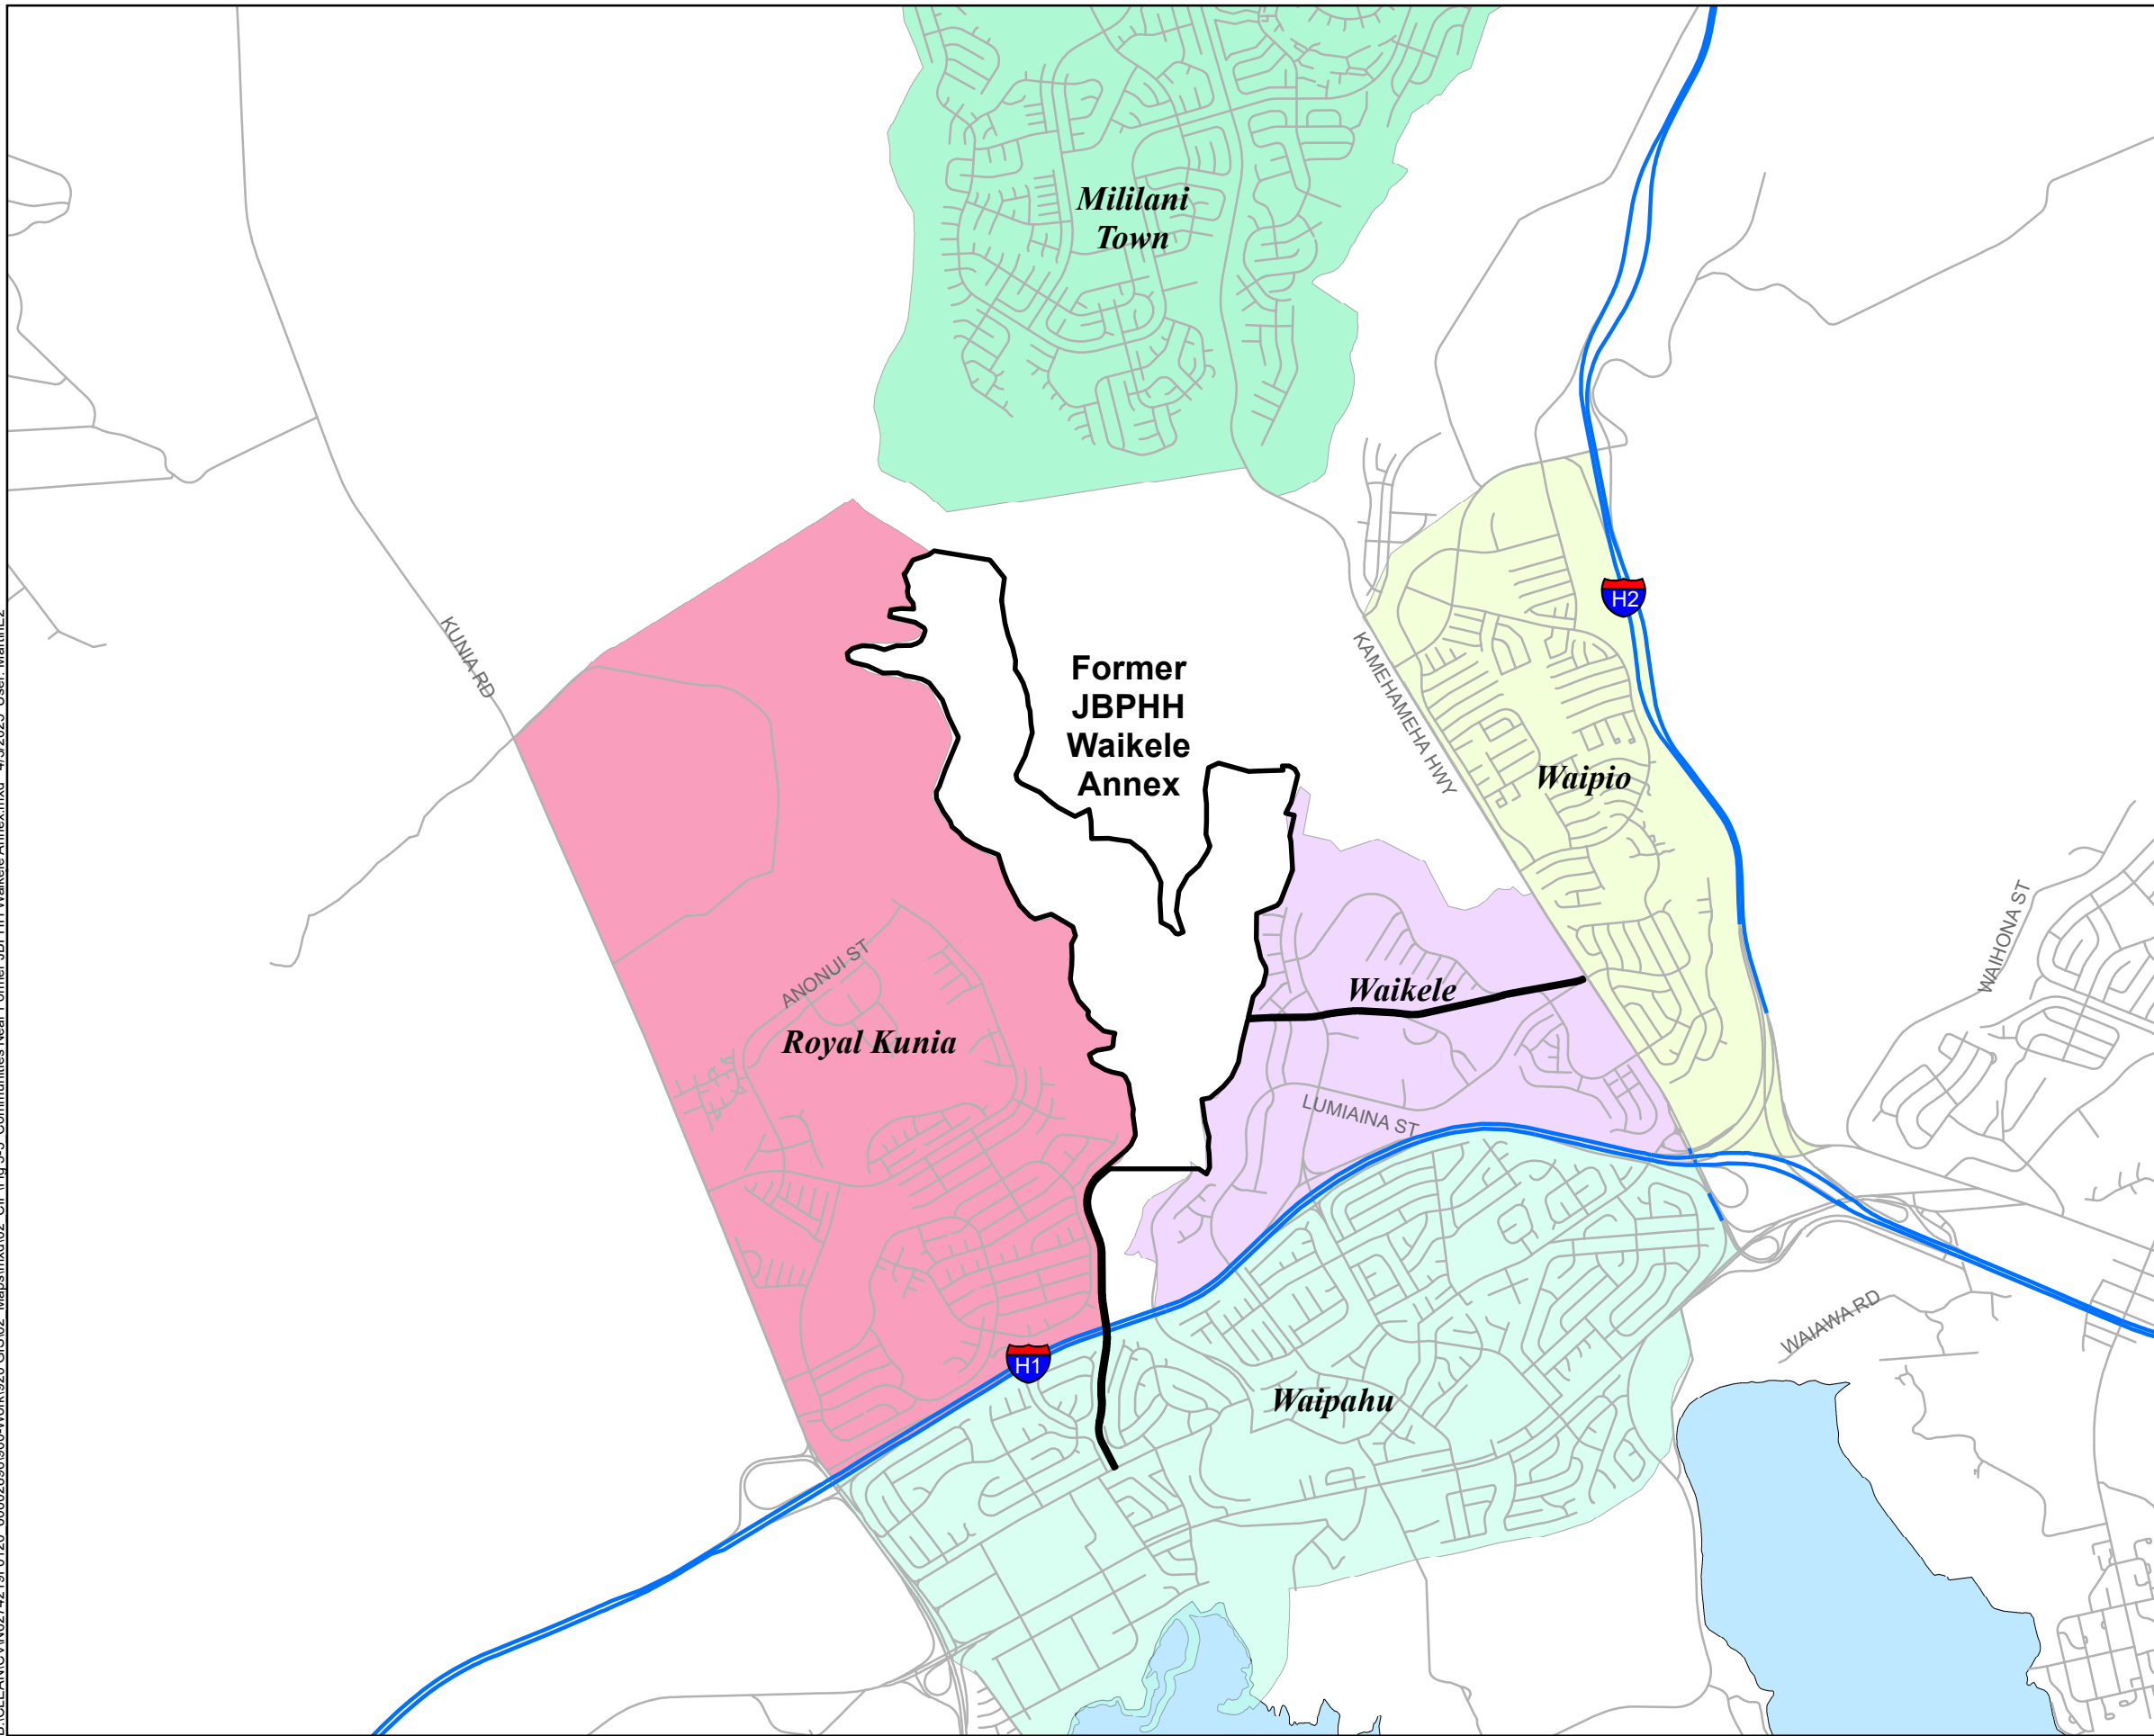 Mililani
Town
H2
KUNIA RD
KAMEHAMEHA HWY
Former
JBPHH
Waikele
Annex
Waipio
WAIHONA ST
ANONUI ST
Waikele
Royal Kunia
LUMIAINA ST
WAIAWA RD
H1
Waipahu